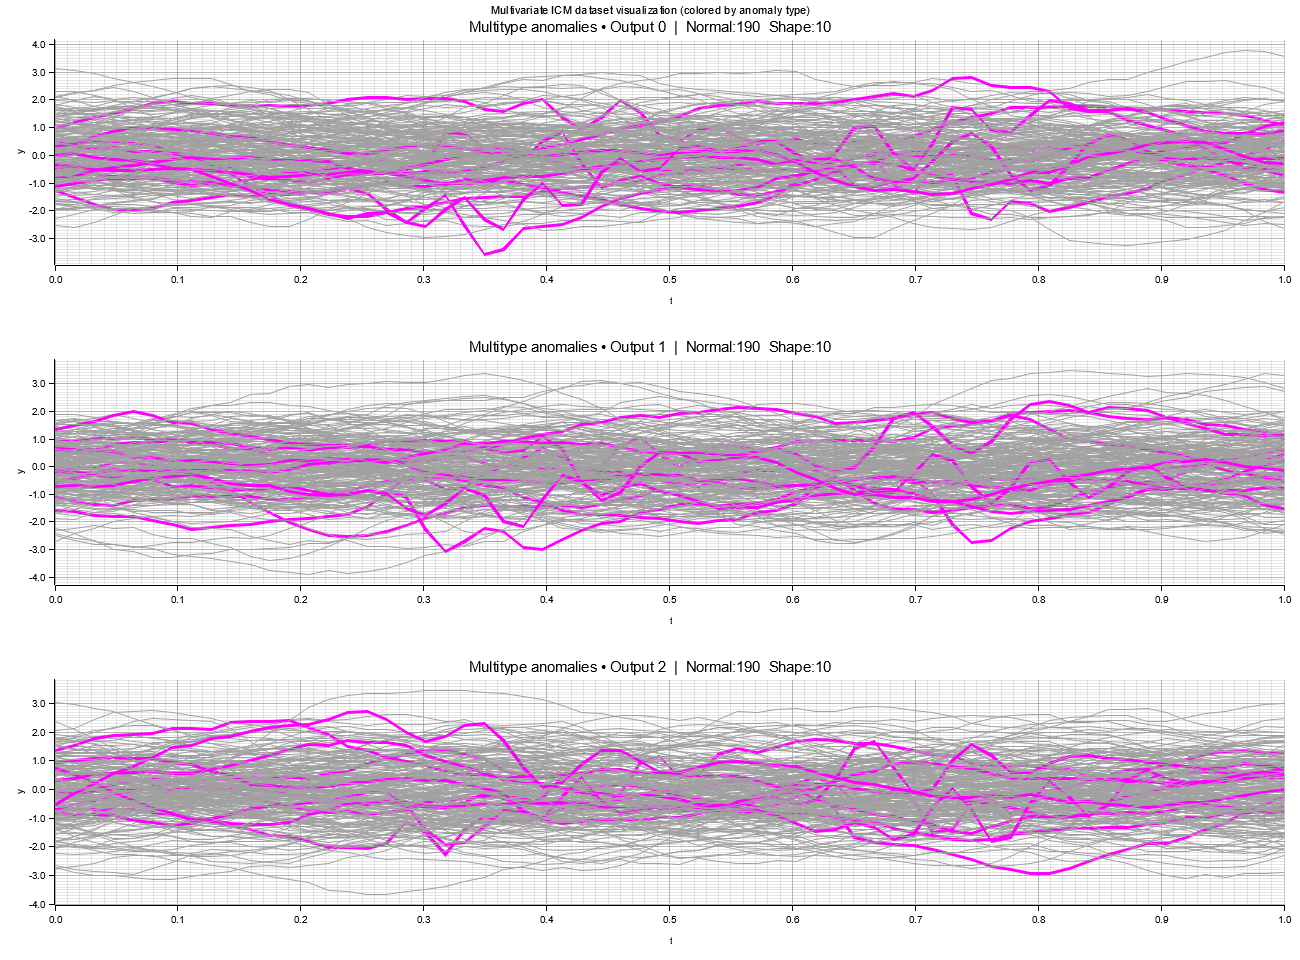 Multivariate ICM dataset visualization (colored by anomaly type)
Multitype anomalies • Output 0 | Normal:190 Shape:10
4.0
3.0
2.0
1.0
0.0
-1.0
-2.0
-3.0
y
0.0 0.1 0.2 0.3 0.4 0.5 0.6 0.7 0.8 0.9 1.0
t
Multitype anomalies • Output 1 | Normal:190 Shape:10
3.0
2.0
1.0
0.0
-1.0
-2.0
-3.0
-4.0
y
0.0 0.1 0.2 0.3 0.4 0.5 0.6 0.7 0.8 0.9 1.0
t
Multitype anomalies • Output 2 | Normal:190 Shape:10
3.0
2.0
1.0
0.0
-1.0
-2.0
-3.0
-4.0
y
0.0 0.1 0.2 0.3 0.4 0.5 0.6 0.7 0.8 0.9 1.0
t